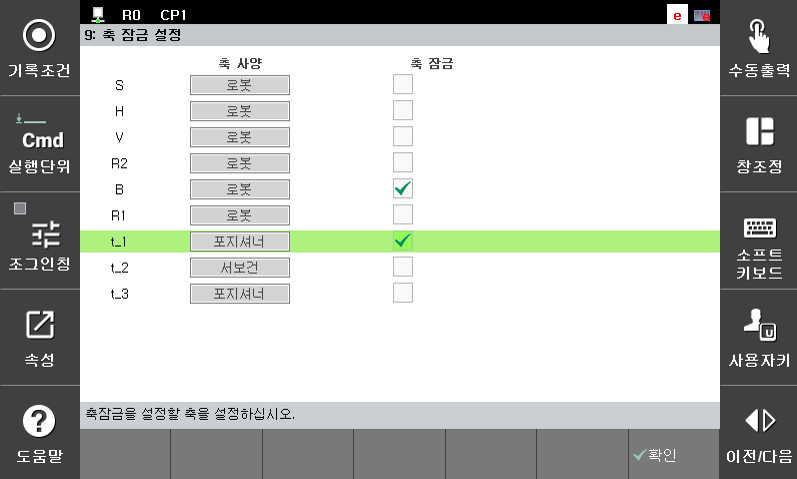 R0 CP1 e e
9: 축 잠금 설정
축 사양 축 잠금
S 로봇
H 로봇
V 로봇
R2 로봇
B 로봇
R1 로봇
t_1 포지셔너
t_2 서보건
t_3 포지셔너
축잠금을 설정할 축을 설정하십시오.
확인
기록조건
Cmd
실행단위
조그인칭
속성
?
도움말
수동출력
창조정
소프트
키보드
U
사용자키
이전/다음